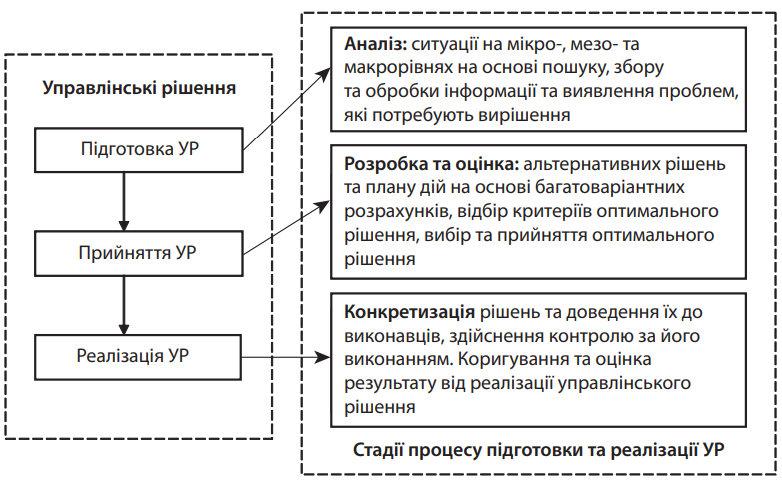 Управлінські рішення
Підготовка УР
Прийняття УР
Реалізація УР
Аналіз: ситуації на мікро-, мезо- та
макрорівнях на основі пошуку, збору
та обробки інформації та виявлення проблем,
які потребують вирішення
Розробка та оцінка: альтернативних рішень
та плану дій на основі багатоваріантних
розрахунків, відбір критеріїв оптимального
рішення, вибір та прийняття оптимального
рішення
Конкретизація рішень та доведення їх до
виконавців, здійснення контролю за його
виконанням. Коригування та оцінка
результату від реалізації управлінського
рішення
Стадії процесу підготовки та реалізації УР